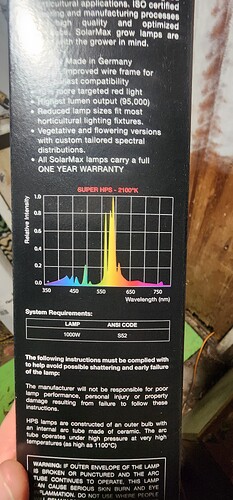 rticultural applications. ISO certified
and manufacturing processes
high quality and optimized
SolarMax grow lamps are
with the grower in mind.
Made in Germany
mproved wire frame for
compatibility
more targeted red light
Highest lumen output (95,000)
• Reduced lamp sizes fit most
horticultural lighting fixtures.
• Vegetative and flowering versions
with custom tailored spectral
distributions.
• All SolarMax lamps carry a full
ONE YEAR WARRANTY
SUPER HPS - 2100°K
Relative Intensity
1.0
0.8
0.6
0.4
0.2
0.0
350 450 550 650 750
Wavelength (nm)
System Requirements:
LAMP ANSI CODE
1000W S52
The following instructions must be complied with
to help avoid possible shattering and early failure
of the lamp:
The manufacturer will not be responsible for poor
lamp performance, personal injury or property
damage resulting from failure to follow these
instructions.
HPS lamps are constructed of an outer bulb with
an internal arc tube made of ceramic. The arc
tube operates under high pressure at very high
temperatures (as high as 1100°C)
WARNING: IF OUTER ENVELOPE OF THE LAMP
IS BROKEN OR PUNCTURED AND THE ARC
TUBE CONTINUES TO OPERATE, THIS LAMP
AN CAUSE SERIOUS SKIN BURN AND EYE
FLAMMATION. DO NOT USE WHERE PEOPLE